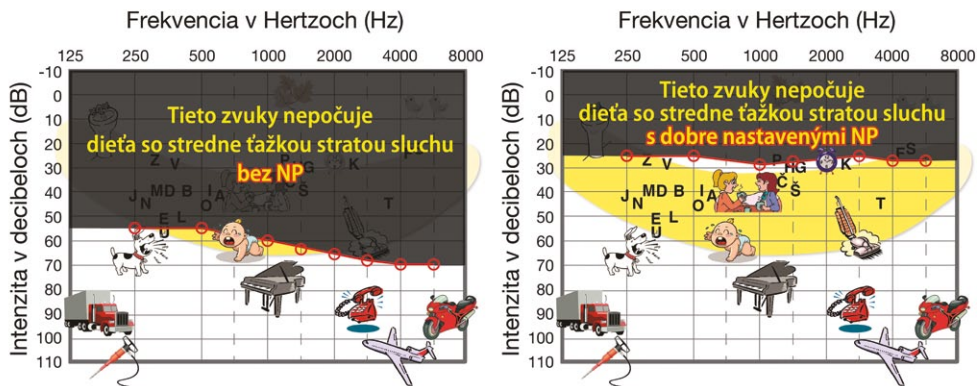 Frekvencia v Hertzoch (Hz)
125 250 500 1000 2000 4000 8000
Intenzita v decibeloch (dB)
-10
0
10
20
30
40
50
60
70
80
90
100
110
Tieto zvuky nepočuje
dieťa so stredne ťažkou stratou sluchu
bez NP
Z V
P H G K
J M D B I A Č Š
N O T
E L
U
Frekvencia v Hertzoch (Hz)
125 250 500 1000 2000 4000 8000
Intenzita v decibeloch (dB)
-10
0
10
20
30
40
50
60
70
80
90
100
110
Tieto zvuky nepočuje
dieťa so stredne ťažkou stratou sluchu
s dobre nastavenými NP
F S
Z V P H G K
J M D B I A Č Š
N O T
E L
U